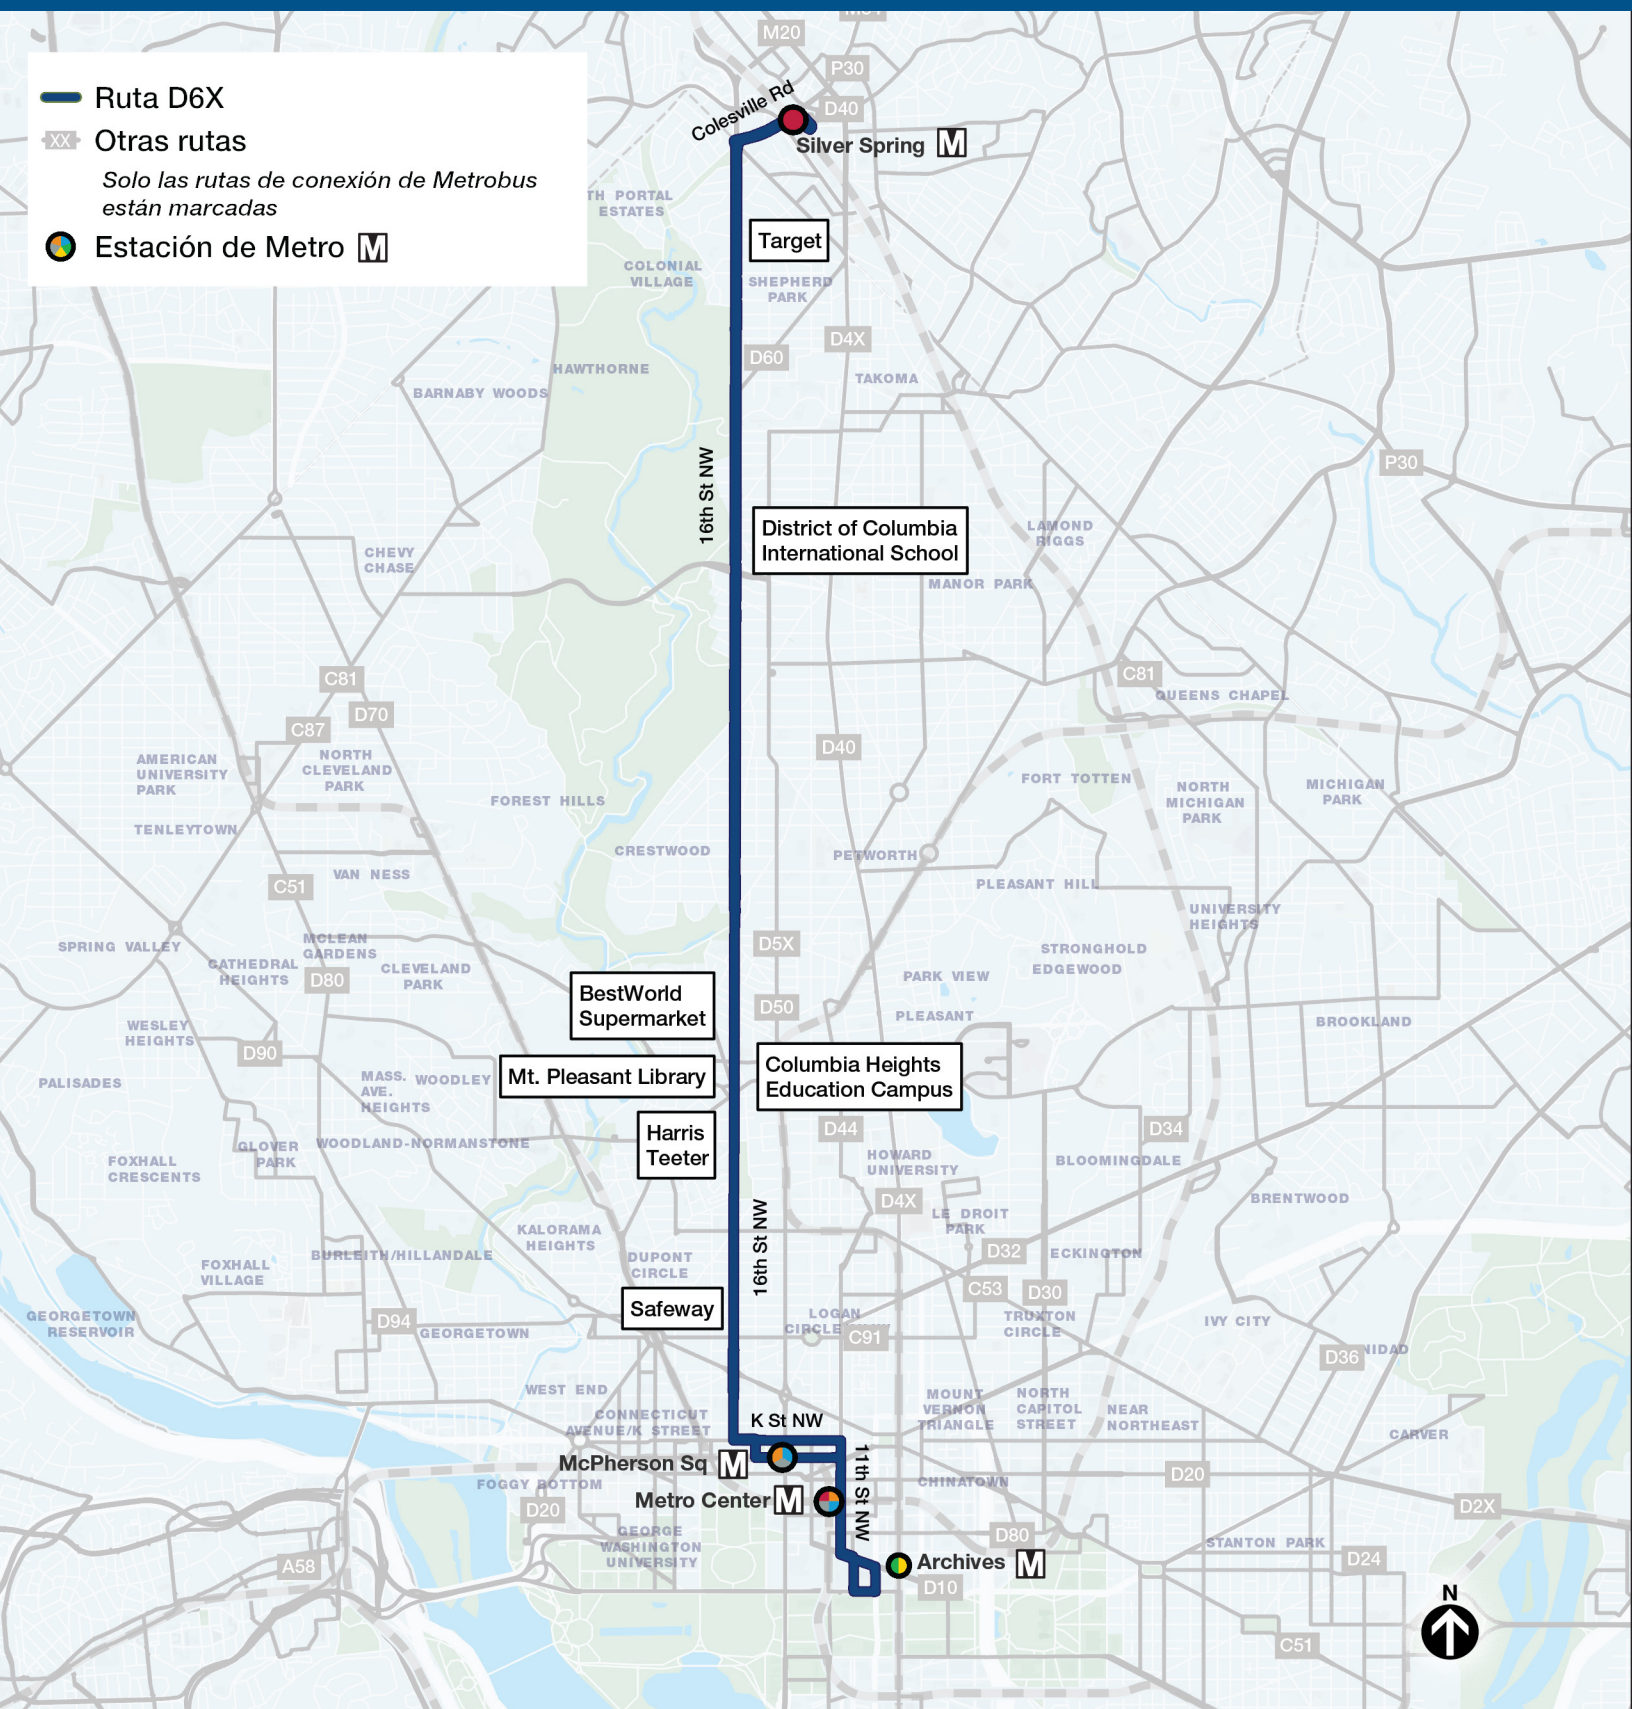 M20
P30
D40
Colesville Rd
Silver Spring M
Ruta D6X
XX Otras rutas
Solo las rutas de conexión de Metrobus
están marcadas
Estación de Metro M
TH PORTAL
ESTATES
Target
COLONIAL
VILLAGE
SHEPHERD
PARK
D4X
D60
HAWTHORNE
TAKOMA
BARNABY WOODS
16th St NW
P30
District of Columbia
International School
LAMOND
RIGGS
CHEVY
CHASE
MANOR PARK
C81
C81
QUEENS CHAPEL
D70
C87
D40
AMERICAN
UNIVERSITY
PARK
NORTH
CLEVELAND
PARK
FOREST HILLS
FORT TOTTEN
NORTH
MICHIGAN
PARK
MICHIGAN
PARK
TENLEYTOWN
CRESTWOOD
PETWORTH
VAN NESS
C51
PLEASANT HILL
UNIVERSITY
HEIGHTS
SPRING VALLEY
MCLEAN
GARDENS
D5X
STRONGHOLD
CATHEDRAL
HEIGHTS
D80
CLEVELAND
PARK
PARK VIEW
EDGEWOOD
BestWorld
Supermarket
D50
PLEASANT
BROOKLAND
WESLEY
HEIGHTS
D90
PALISADES
MASS.
AVE.
HEIGHTS
WOODLEY
Mt. Pleasant Library
Columbia Heights
Education Campus
Harris
Teeter
D44
D34
GLOVER
PARK
WOODLAND-NORMANSTONE
FOXHALL
CRESCENTS
HOWARD
UNIVERSITY
BLOOMINGDALE
D4X
BRENTWOOD
16th St NW
LE DROIT
PARK
KALORAMA
HEIGHTS
D32
ECKINGTON
BURLEITH/HILLANDALE
DUPONT
CIRCLE
FOXHALL
VILLAGE
C53
D30
Safeway
GEORGETOWN
RESERVOIR
D94
GEORGETOWN
LOGAN
CIRCLE
C91
TRUXTON
CIRCLE
IVY CITY
D36
NIDAD
WEST END
MOUNT
VERNON
TRIANGLE
NORTH
CAPITOL
STREET
NEAR
NORTHEAST
CONNECTICUT
AVENUE/K STREET
K St NW
CARVER
McPherson Sq M
11th St NW
FOGGY BOTTOM
CHINATOWN
D20
Metro Center M
D20
D2X
GEORGE
WASHINGTON
UNIVERSITY
D80
STANTON PARK
A58
Archives M
D24
D10
N
C51